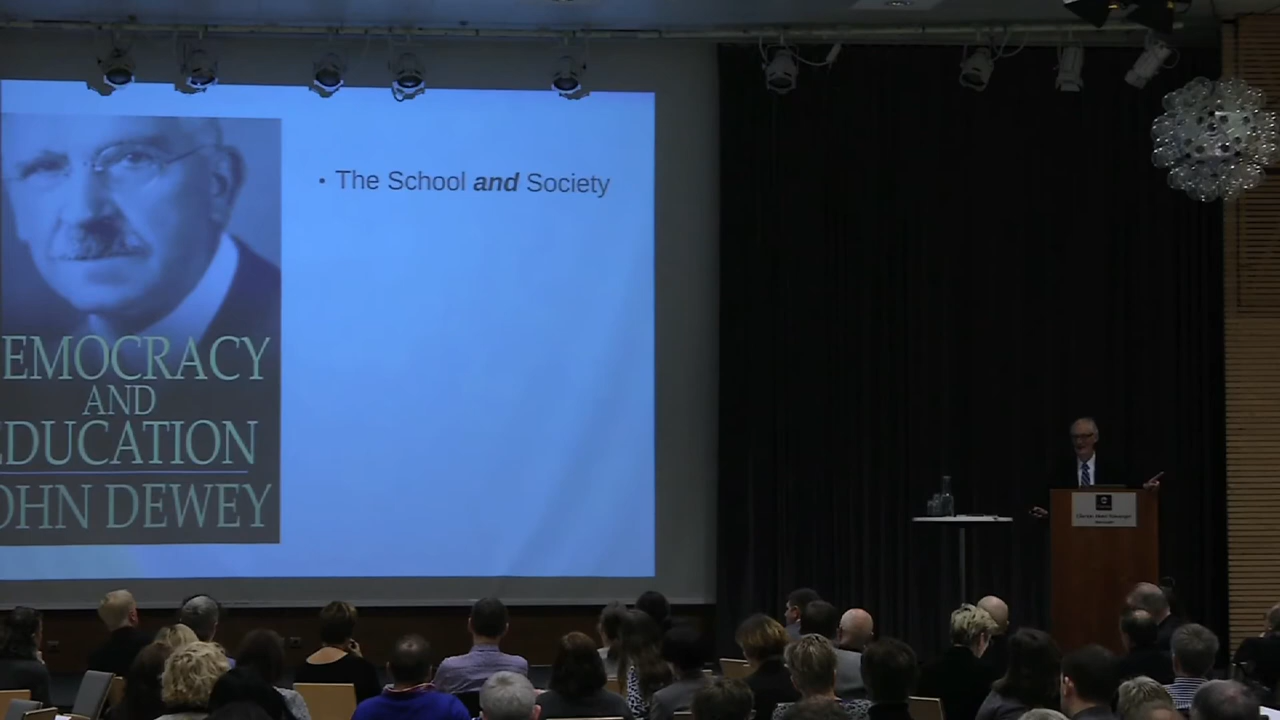 EMOCRACY
AND
EDUCATION
OHN DEWEY
• The School and Society